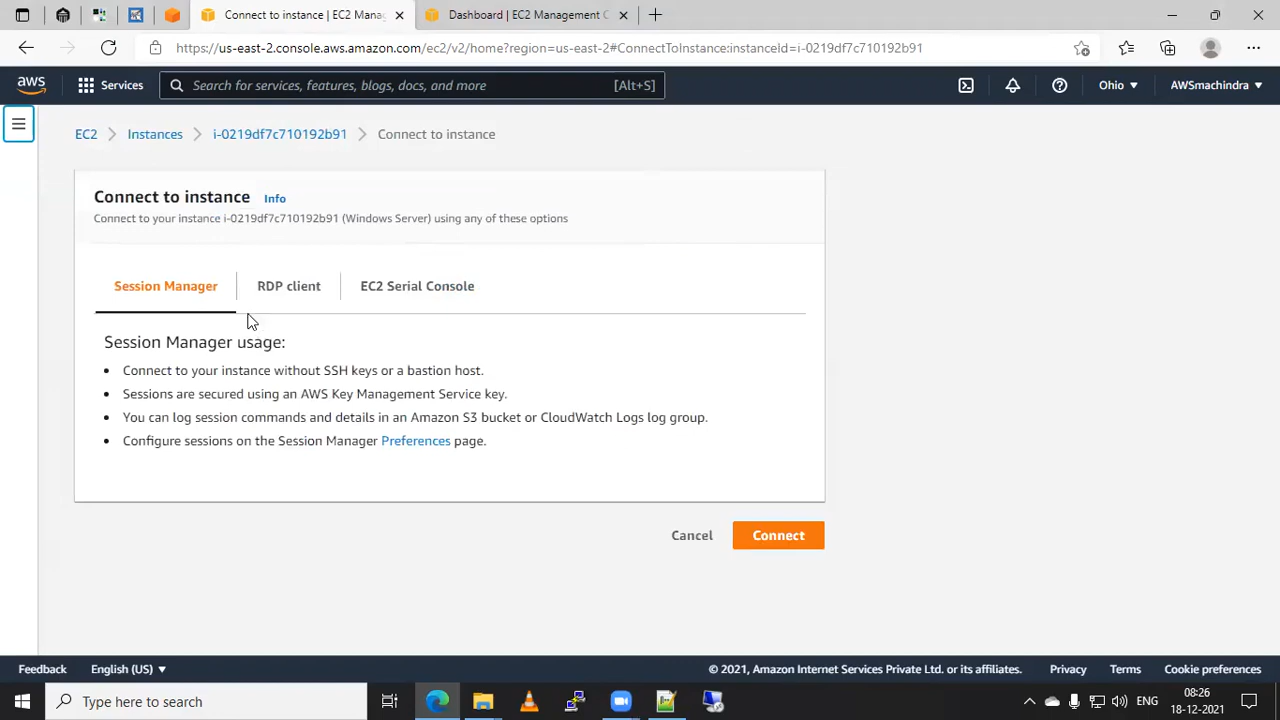 Connect to instance | EC2 Manag
Dashboard | EC2 Management C
https://us-east-2.console.aws.amazon.com/ec2/v2/home?region=us-east-2#ConnectToInstance:instanceId=i-0219df7c710192b91
aws Services Search for services, features, blogs, docs, and more [Alt+S] Ohio AWSmachindra
EC2 Instances i-0219df7c710192b91 Connect to instance
Connect to instance Info
Connect to your instance i-0219df7c710192b91 (Windows Server) using any of these options
Session Manager RDP client EC2 Serial Console
Session Manager usage:
• Connect to your instance without SSH keys or a bastion host.
• Sessions are secured using an AWS Key Management Service key.
• You can log session commands and details in an Amazon S3 bucket or CloudWatch Logs log group.
• Configure sessions on the Session Manager Preferences page.
Cancel Connect
Feedback English (US) © 2021, Amazon Internet Services Private Ltd. or its affiliates. Privacy Terms Cookie preferences
Type here to search ENG 08:26
18-12-2021